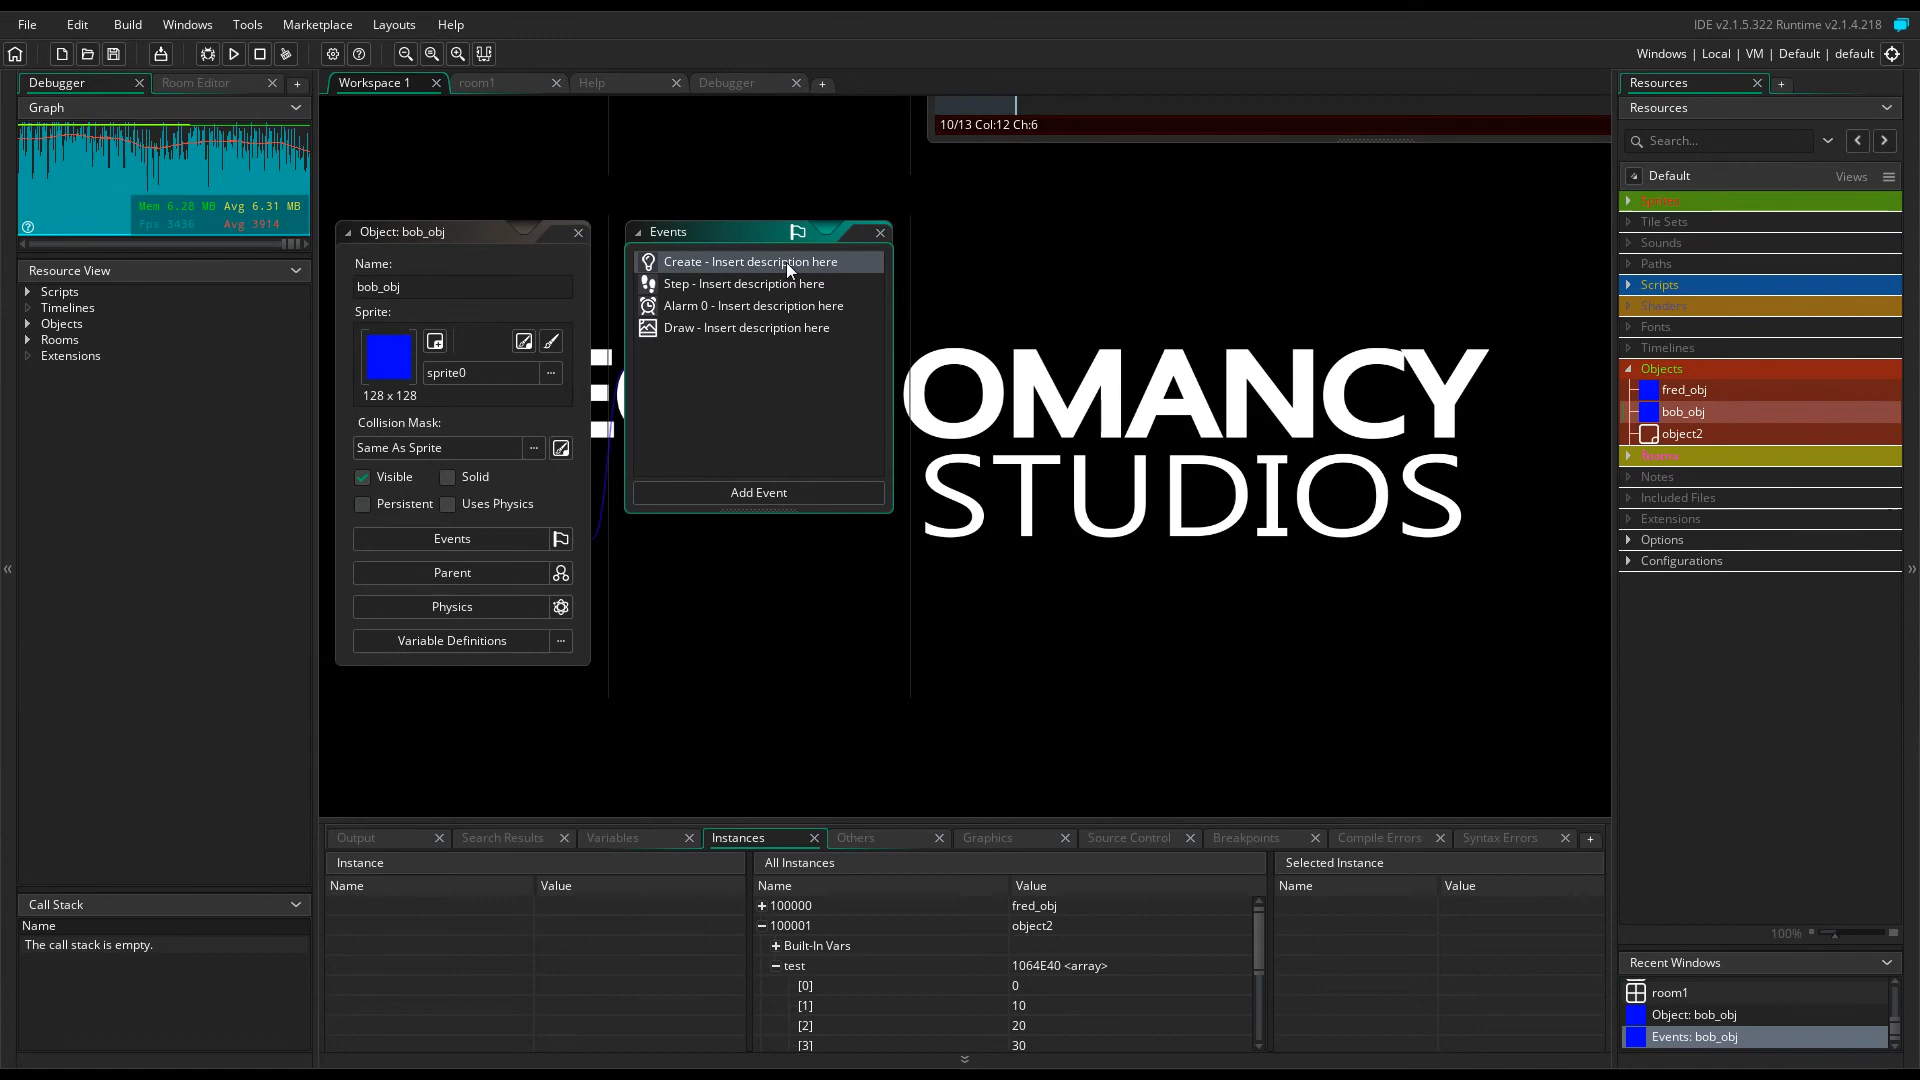 File Edit Build Windows Tools Marketplace Layouts Help
IDE v2.1.5.322 Runtime v2.1.4.218
Windows | Local | VM | Default | default
Debugger
Room Editor
Graph
Mem 6.28 MB Avg 6.31 MB
Fps 3436 Avg 3914
Resource View
Scripts
Timelines
Objects
Rooms
Extensions
Call Stack
Name
The call stack is empty.
Workspace 1
room1
Help
Debugger
10/13 Col:12 Ch:6
Object: bob_obj
Name:
bob_obj
Sprite:
sprite0
128 x 128
Collision Mask:
Same As Sprite
Visible Solid
Persistent Uses Physics
Events
Parent
Physics
Variable Definitions
Events
Create - Insert description here
Step - Insert description here
Alarm 0 - Insert description here
Draw - Insert description here
Add Event
OMANCY
STUDIOS
Output
Search Results
Variables
Instances
Others
Graphics
Source Control
Breakpoints
Compile Errors
Syntax Errors
Instance
Name Value
All Instances
Name Value
100000 fred_obj
100001 object2
Built-In Vars
test 1064E40 <array>
[0] 0
[1] 10
[2] 20
[3] 30
Selected Instance
Name Value
Resources
Resources
Search...
Default Views
Sprites
Tile Sets
Sounds
Paths
Scripts
Shaders
Fonts
Timelines
Objects
fred_obj
bob_obj
object2
Rooms
Notes
Included Files
Extensions
Options
Configurations
100%
Recent Windows
room1
Object: bob_obj
Events: bob_obj